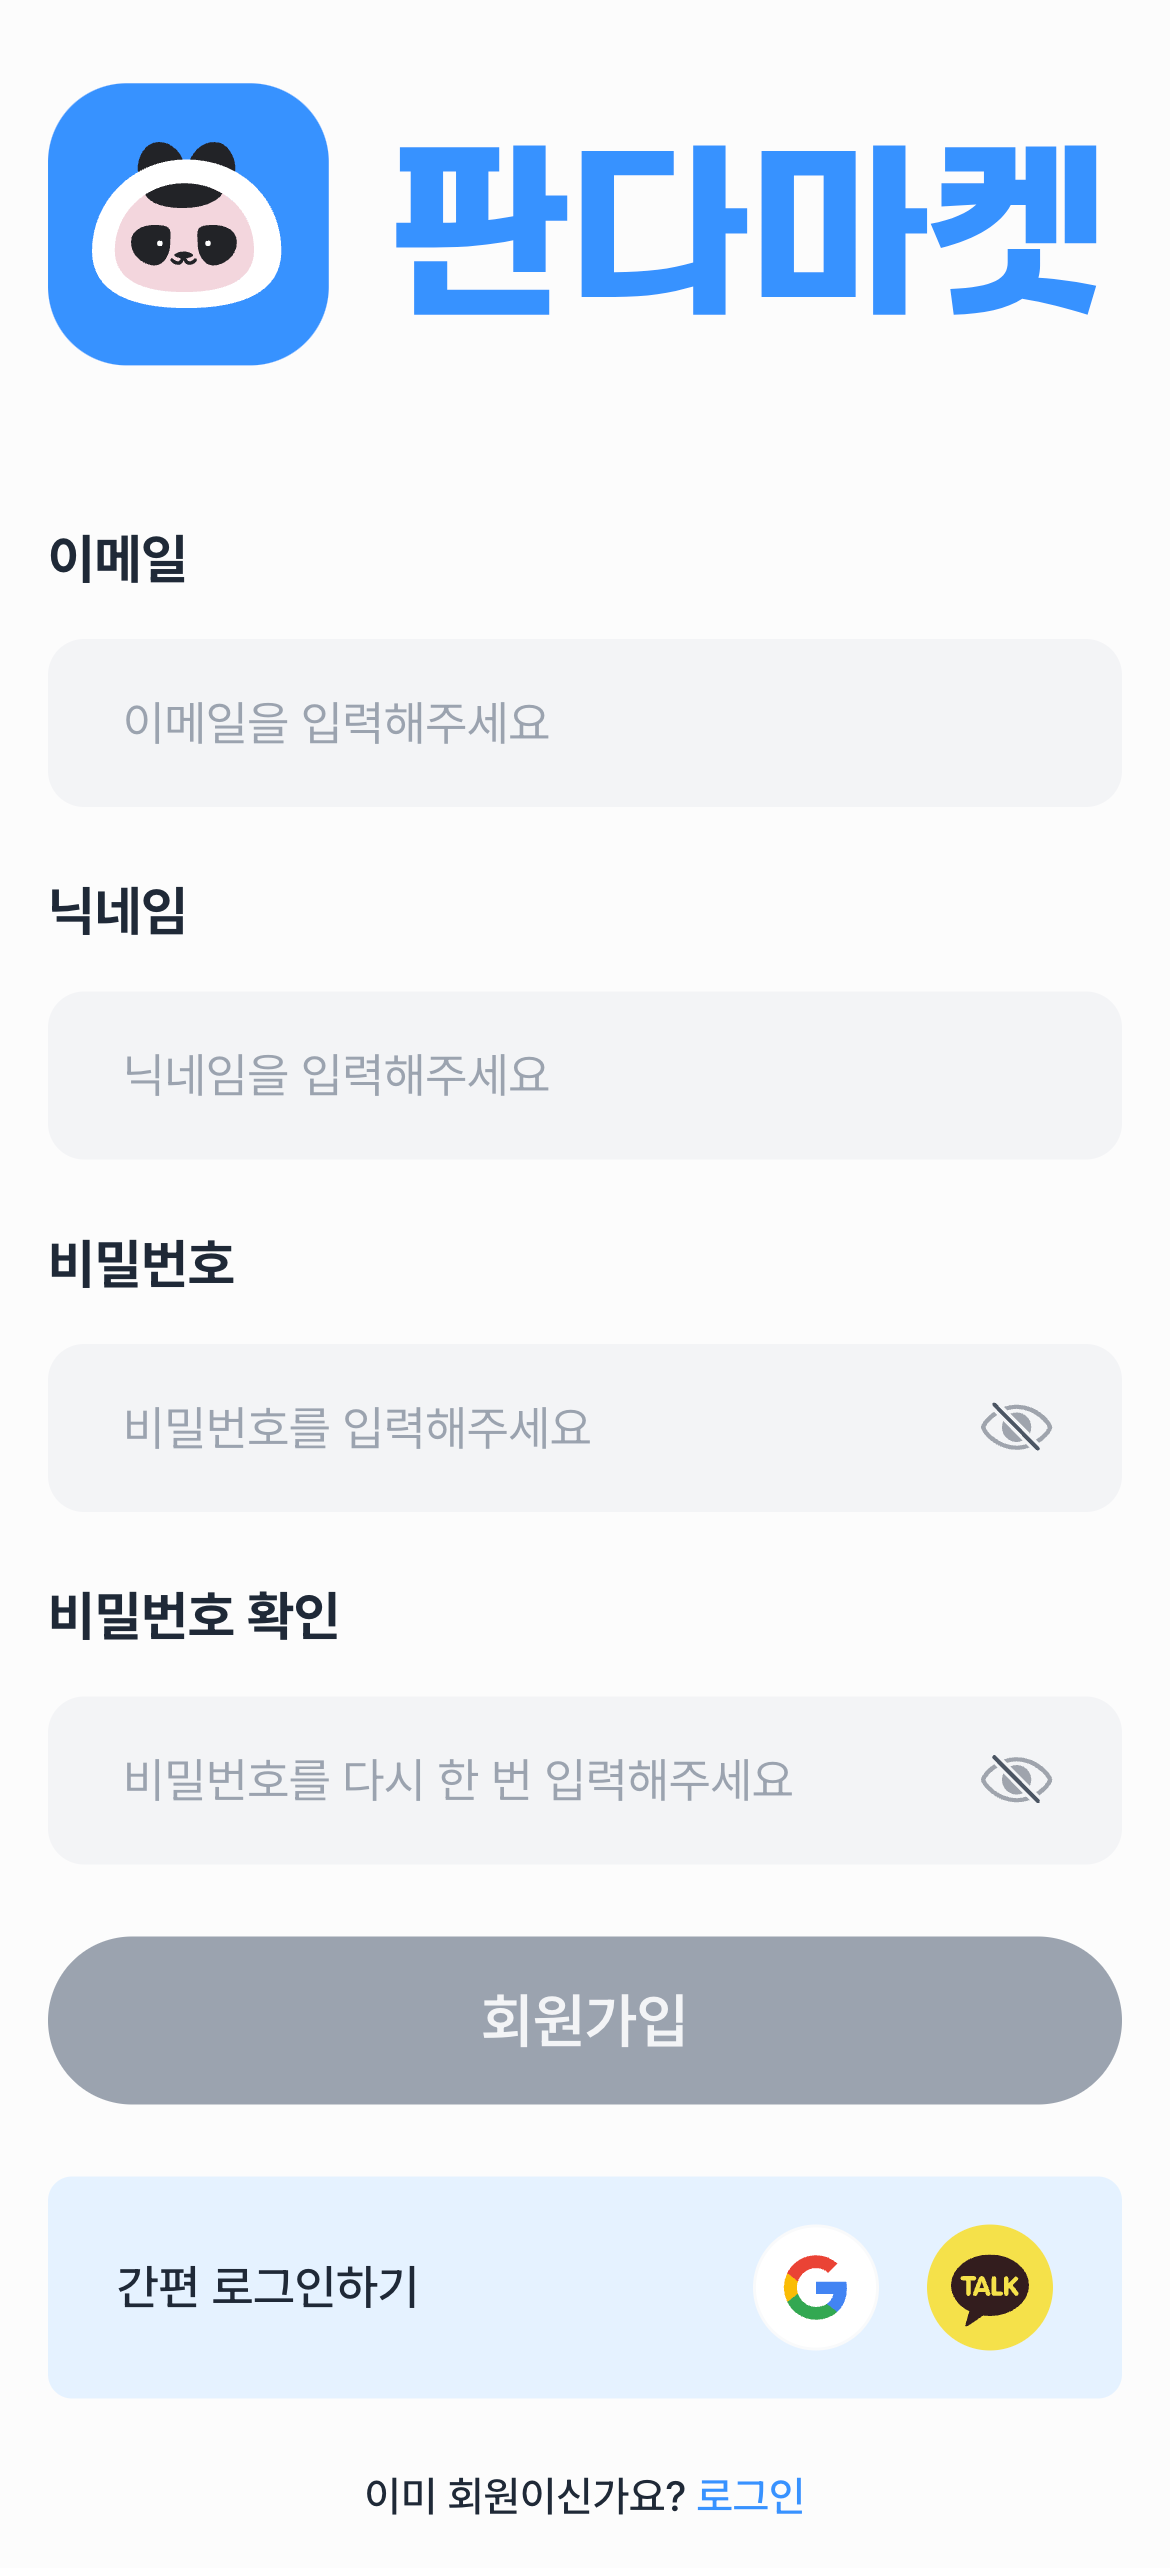 판다마켓
이메일
이메일을 입력해주세요
닉네임
닉네임을 입력해주세요
비밀번호
비밀번호를 입력해주세요
비밀번호 확인
비밀번호를 다시 한 번 입력해주세요
회원가입
간편 로그인하기
TALK
이미 회원이신가요? 로그인